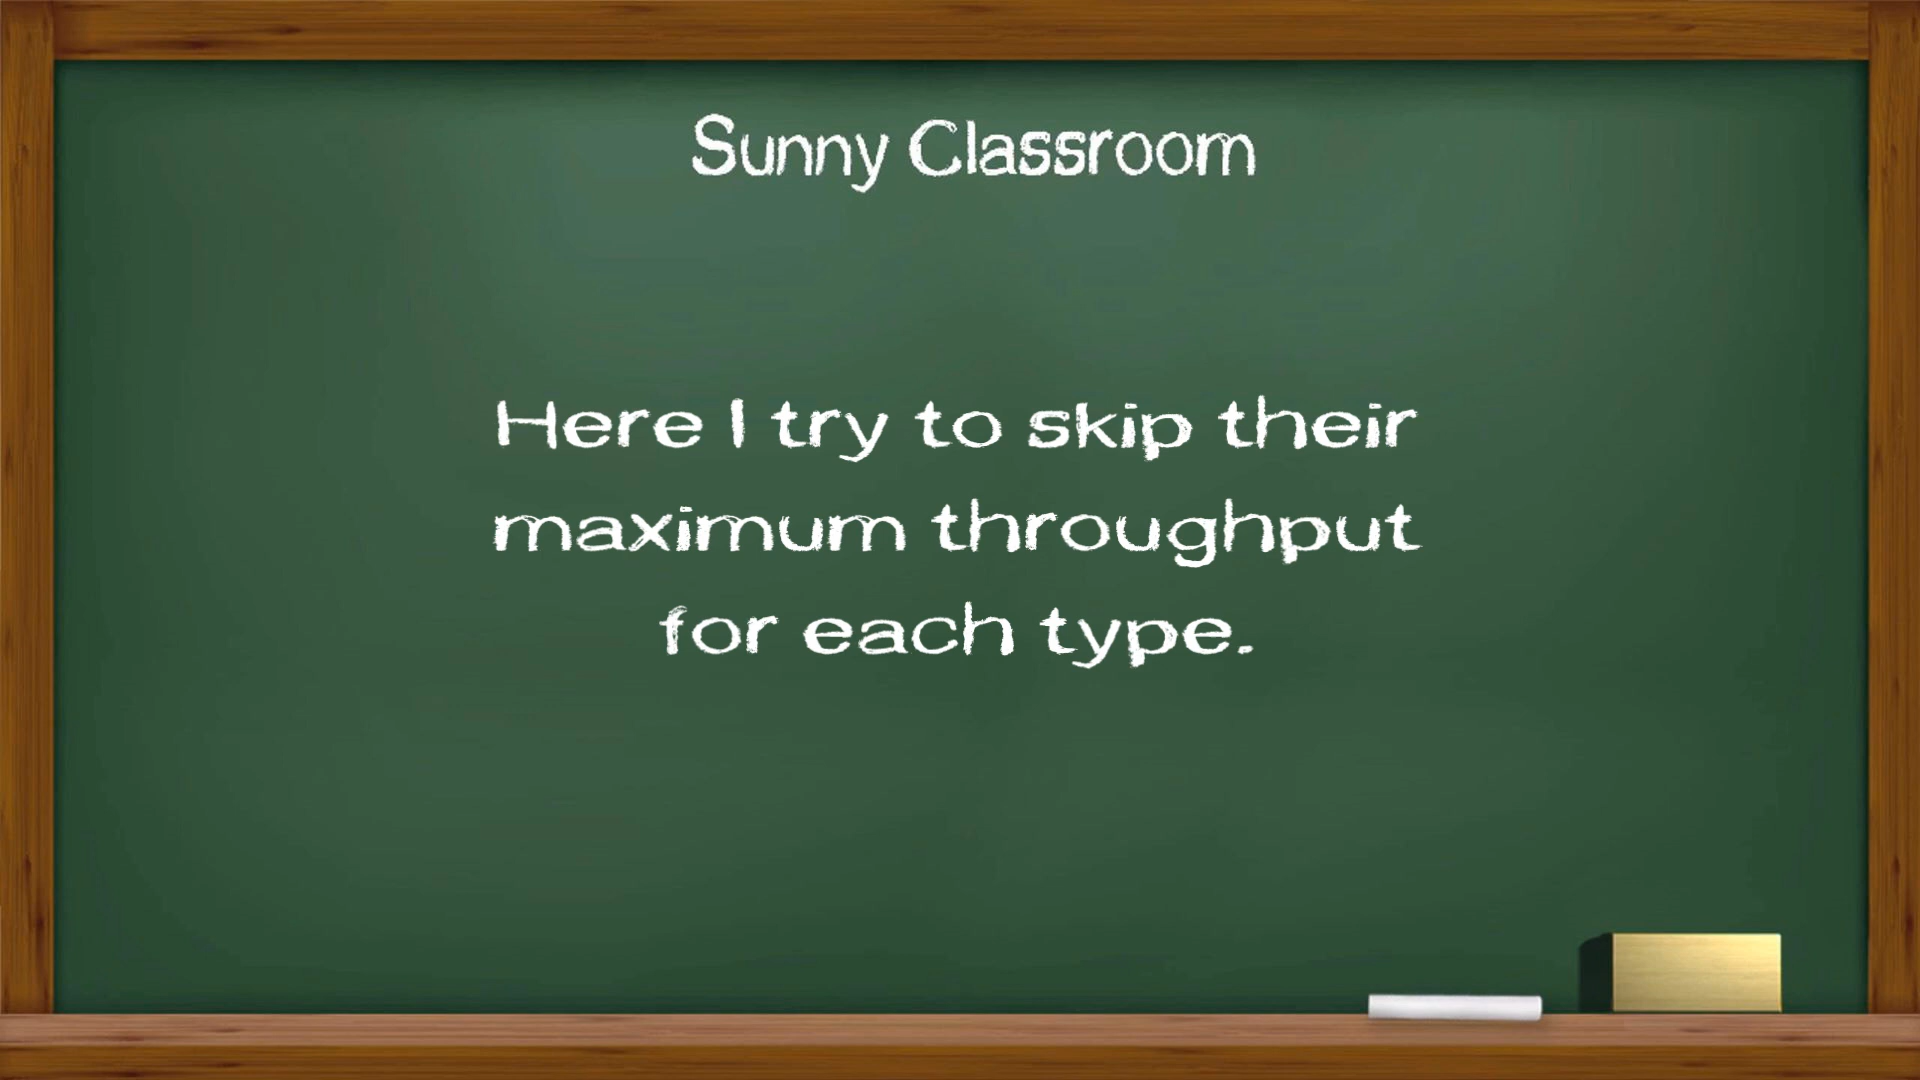 Sunny Classroom
Here I try to skip their
maximum throughput
for each type.